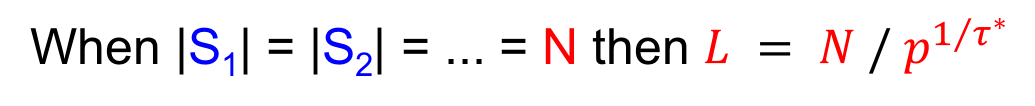 When |S₁| = |S₂| = ... = N then L = N / p^{1/τ*}